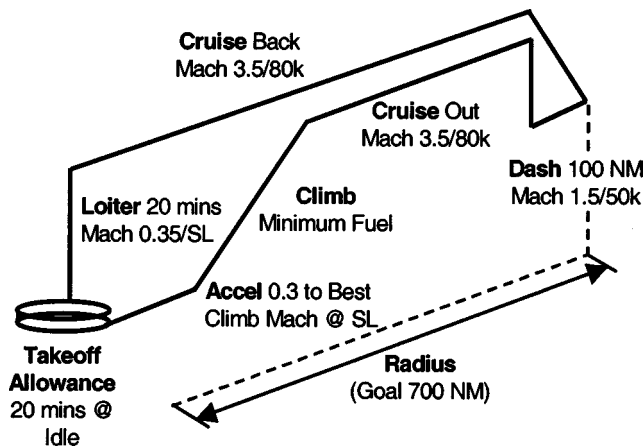 Cruise Back
Mach 3.5/80k
Cruise Out
Mach 3.5/80k
Dash 100 NM
Mach 1.5/50k
Loiter 20 mins
Mach 0.35/SL
Climb
Minimum Fuel
Accel 0.3 to Best
Climb Mach @ SL
Takeoff
Allowance
20 mins @
Idle
Radius
(Goal 700 NM)